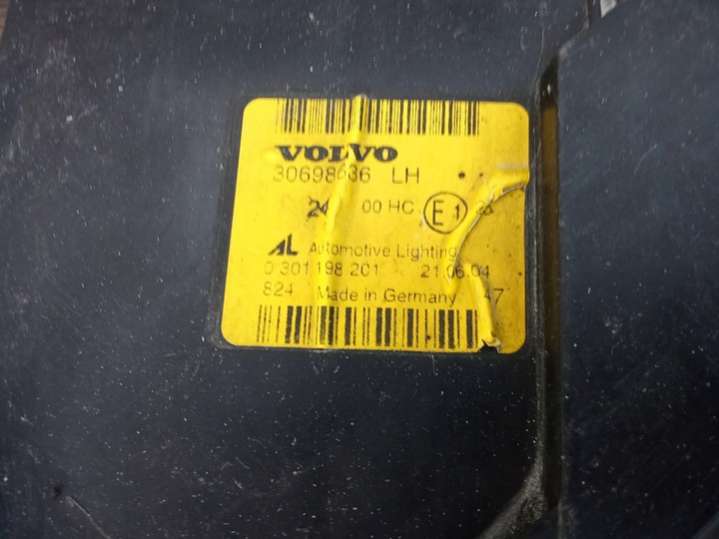 VOLVO
LH
00 HC E1
AL Automotive Lighting
0 301 198 201 21.06.04
824 Made in Germany